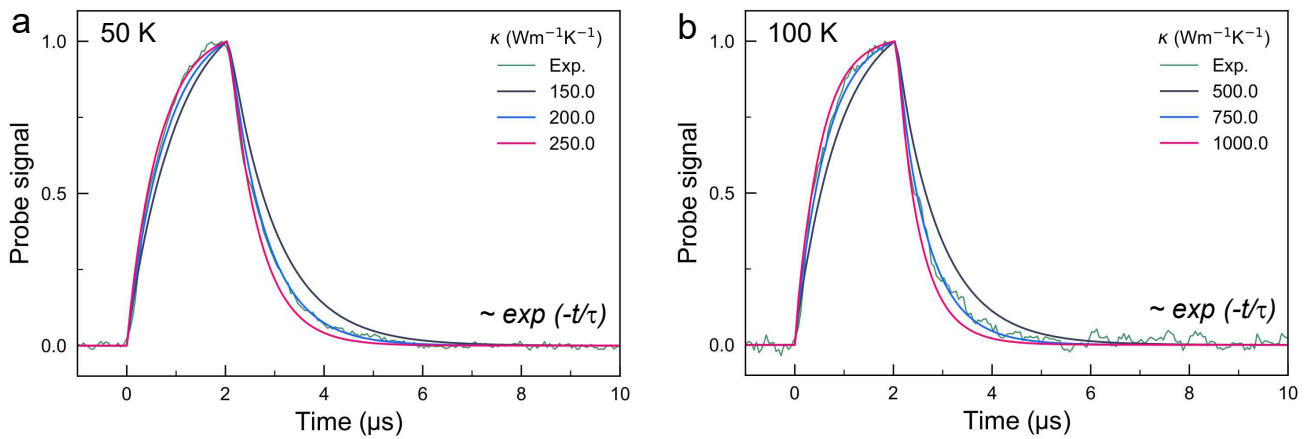 a
50 K
κ (Wm⁻¹K⁻¹)
Exp.
150.0
200.0
250.0
1.0
0.5
0.0
Probe signal
~ exp (-t/τ)
0
2
4
6
8
10
Time (µs)
b
100 K
κ (Wm⁻¹K⁻¹)
Exp.
500.0
750.0
1000.0
1.0
0.5
0.0
Probe signal
~ exp (-t/τ)
0
2
4
6
8
10
Time (µs)